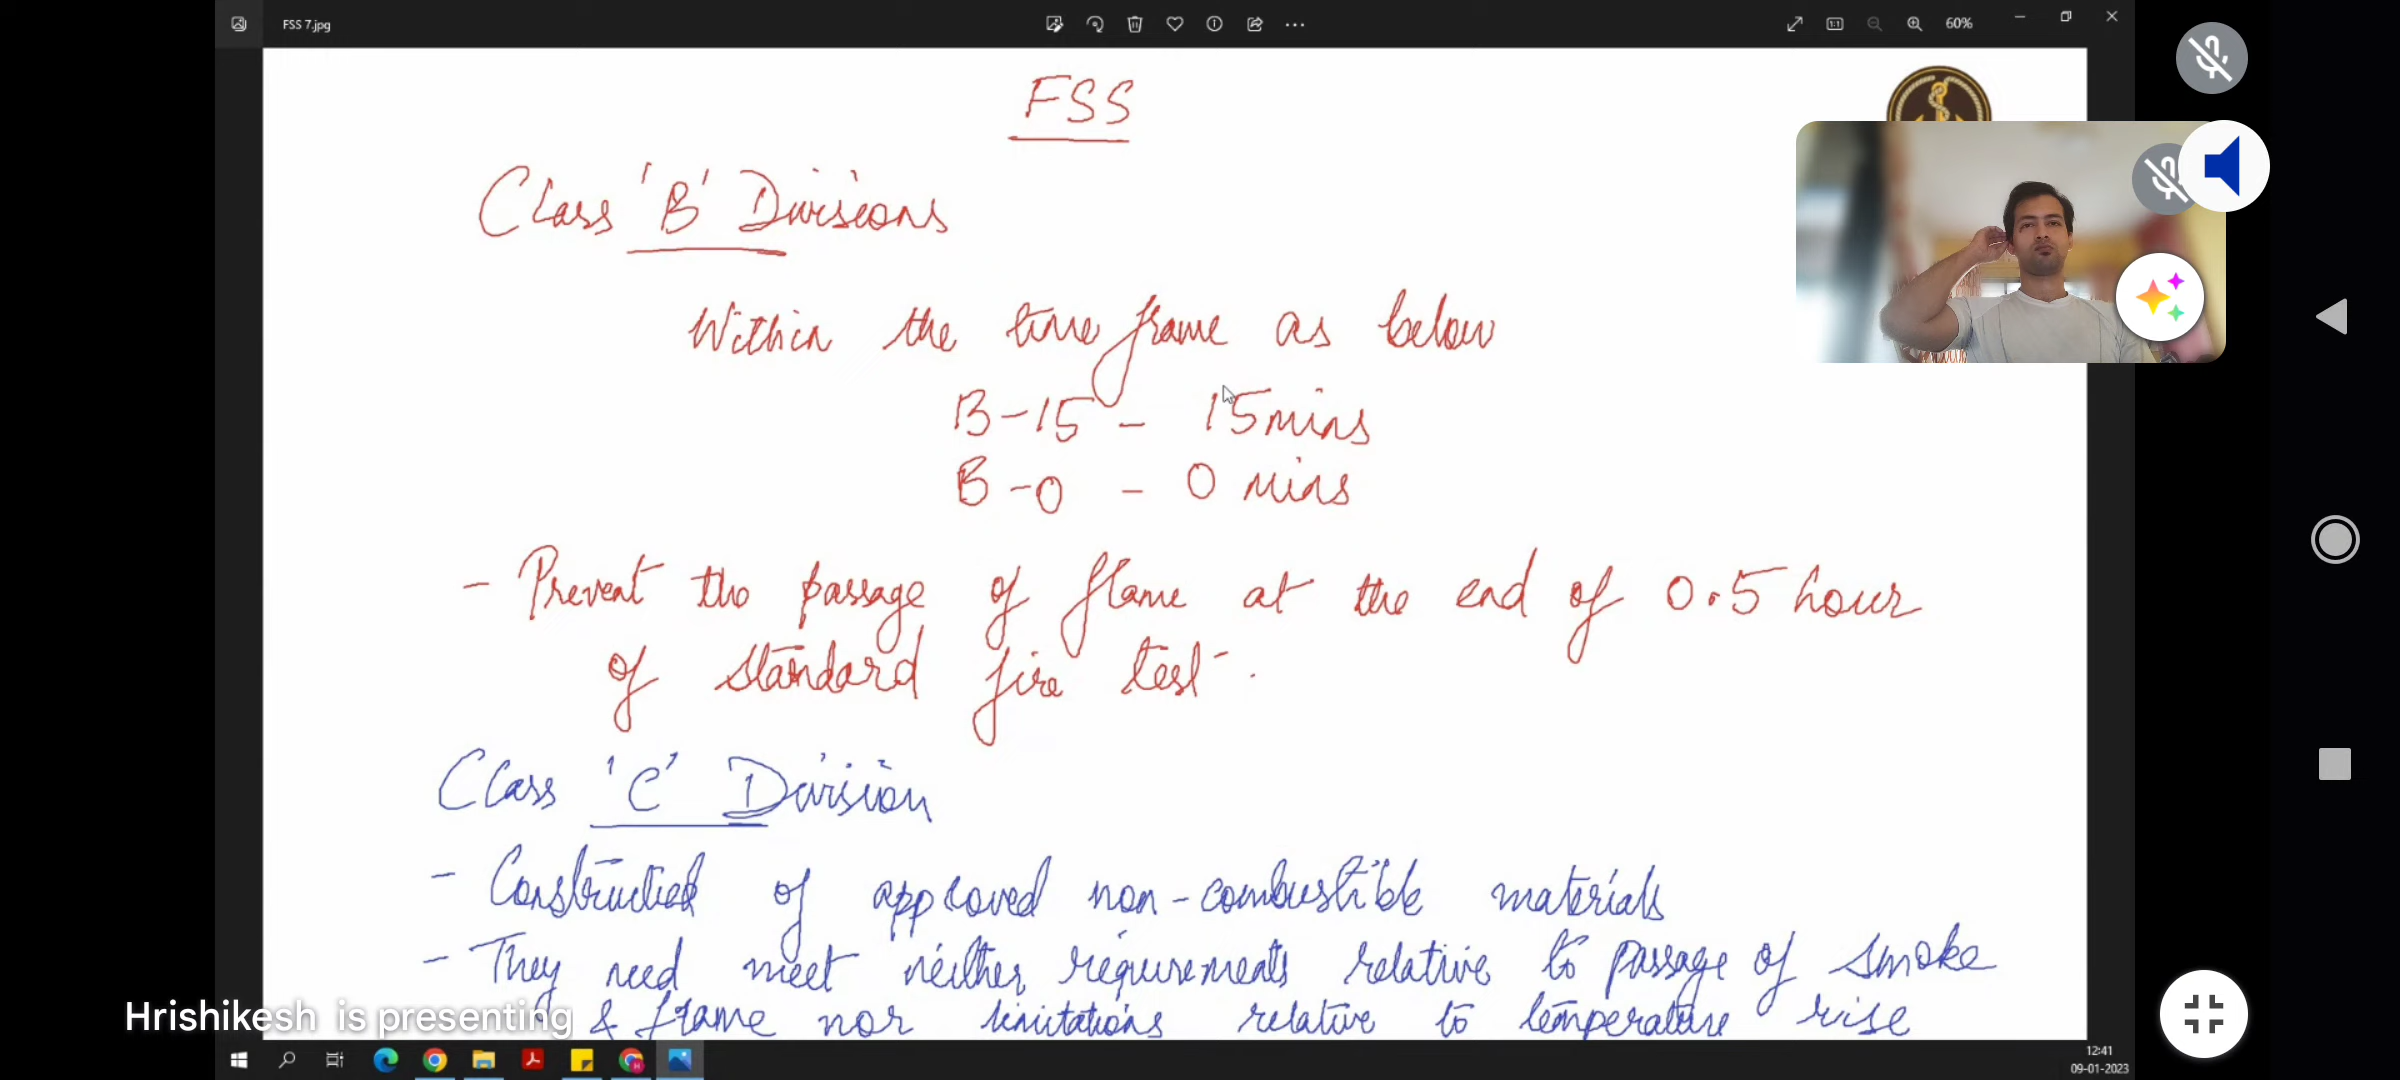 FSS 7.jpg
60%
FSS
Class 'B' Divisions
Within the time frame as below
B-15 - 15 mins
B-0 - 0 mins
- Prevent the passage of flame at the end of 0.5 hour
of standard fire test.
Class 'C' Division
- Constructed of approved non-combustible materials
- They need meet neither requirements relative to passage of smoke
& flame nor limitations relative to temperature rise
Hrishikesh is presenting
12:41
09-01-2023